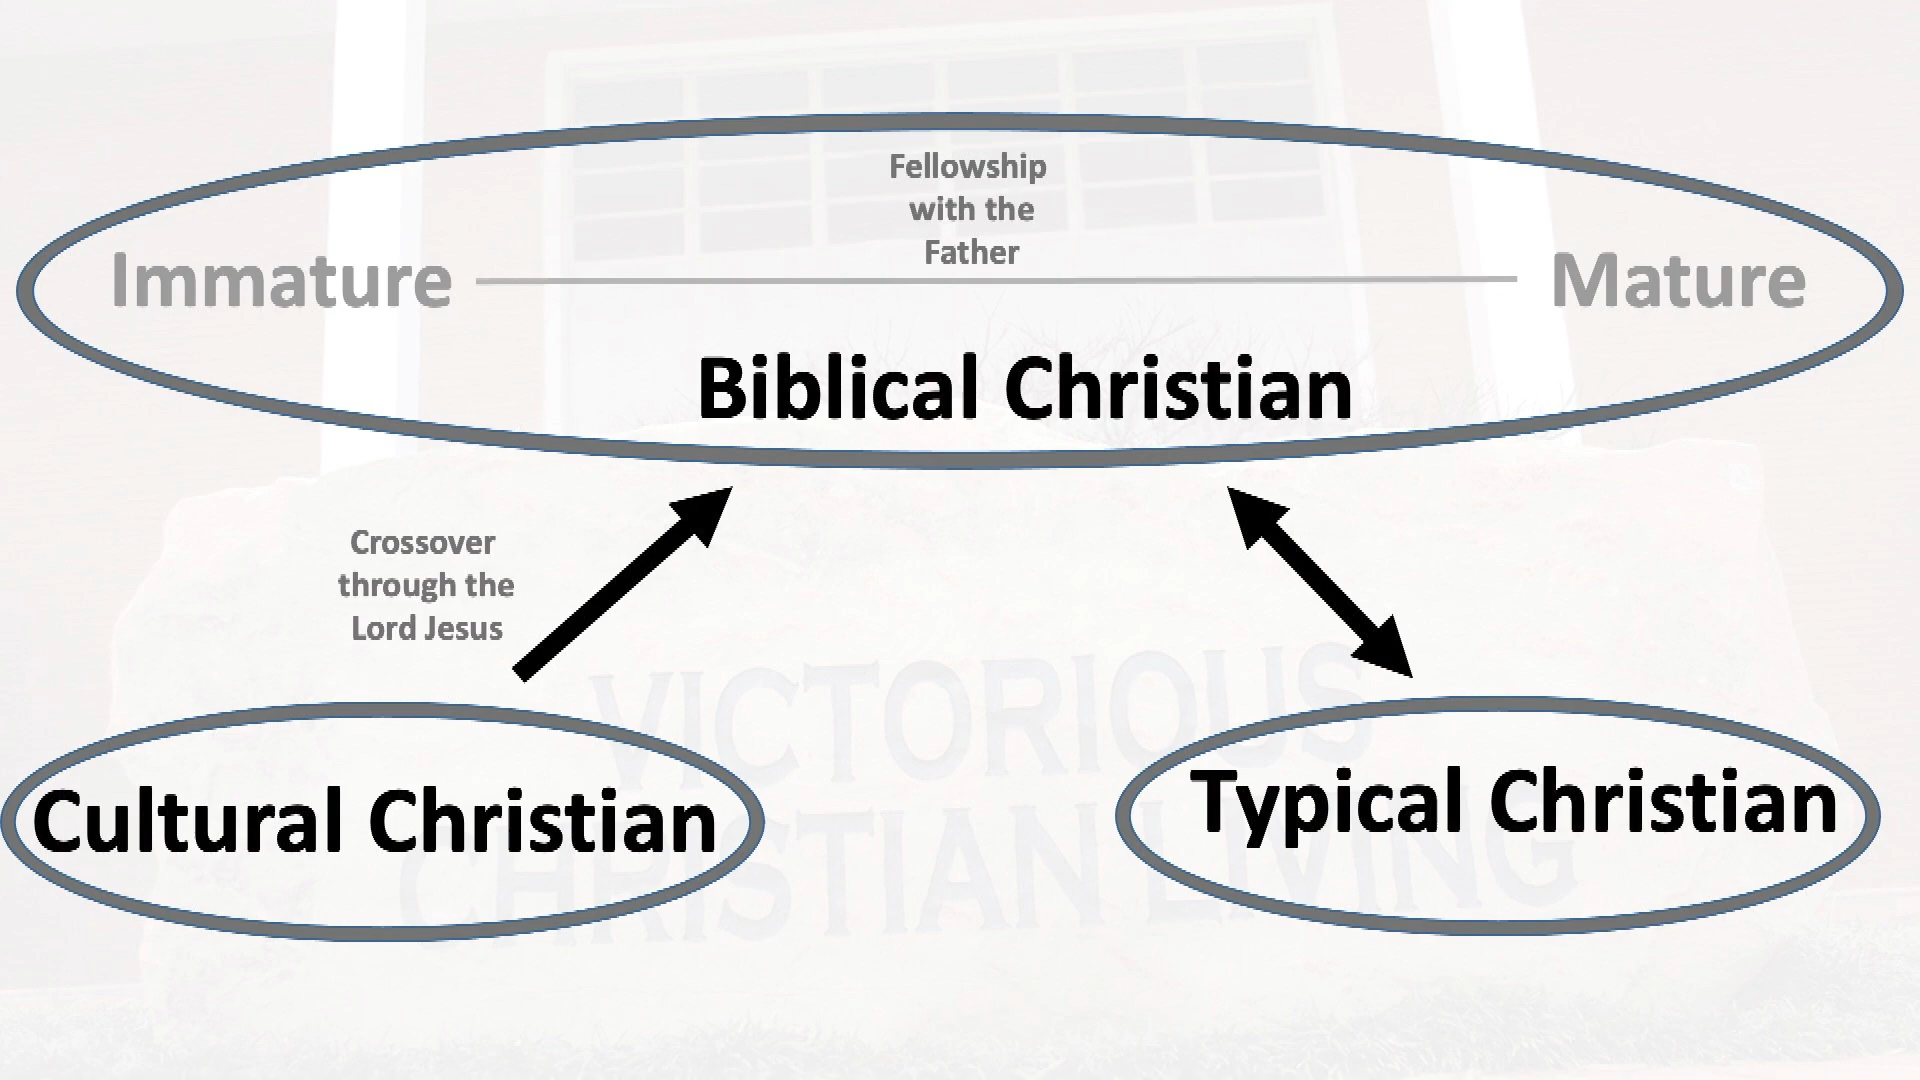 Fellowship
with the
Father
Immature
Mature
Biblical Christian
Crossover
through the
Lord Jesus
VICTORIOUS
CHRISTIAN LIVING
Cultural Christian
Typical Christian